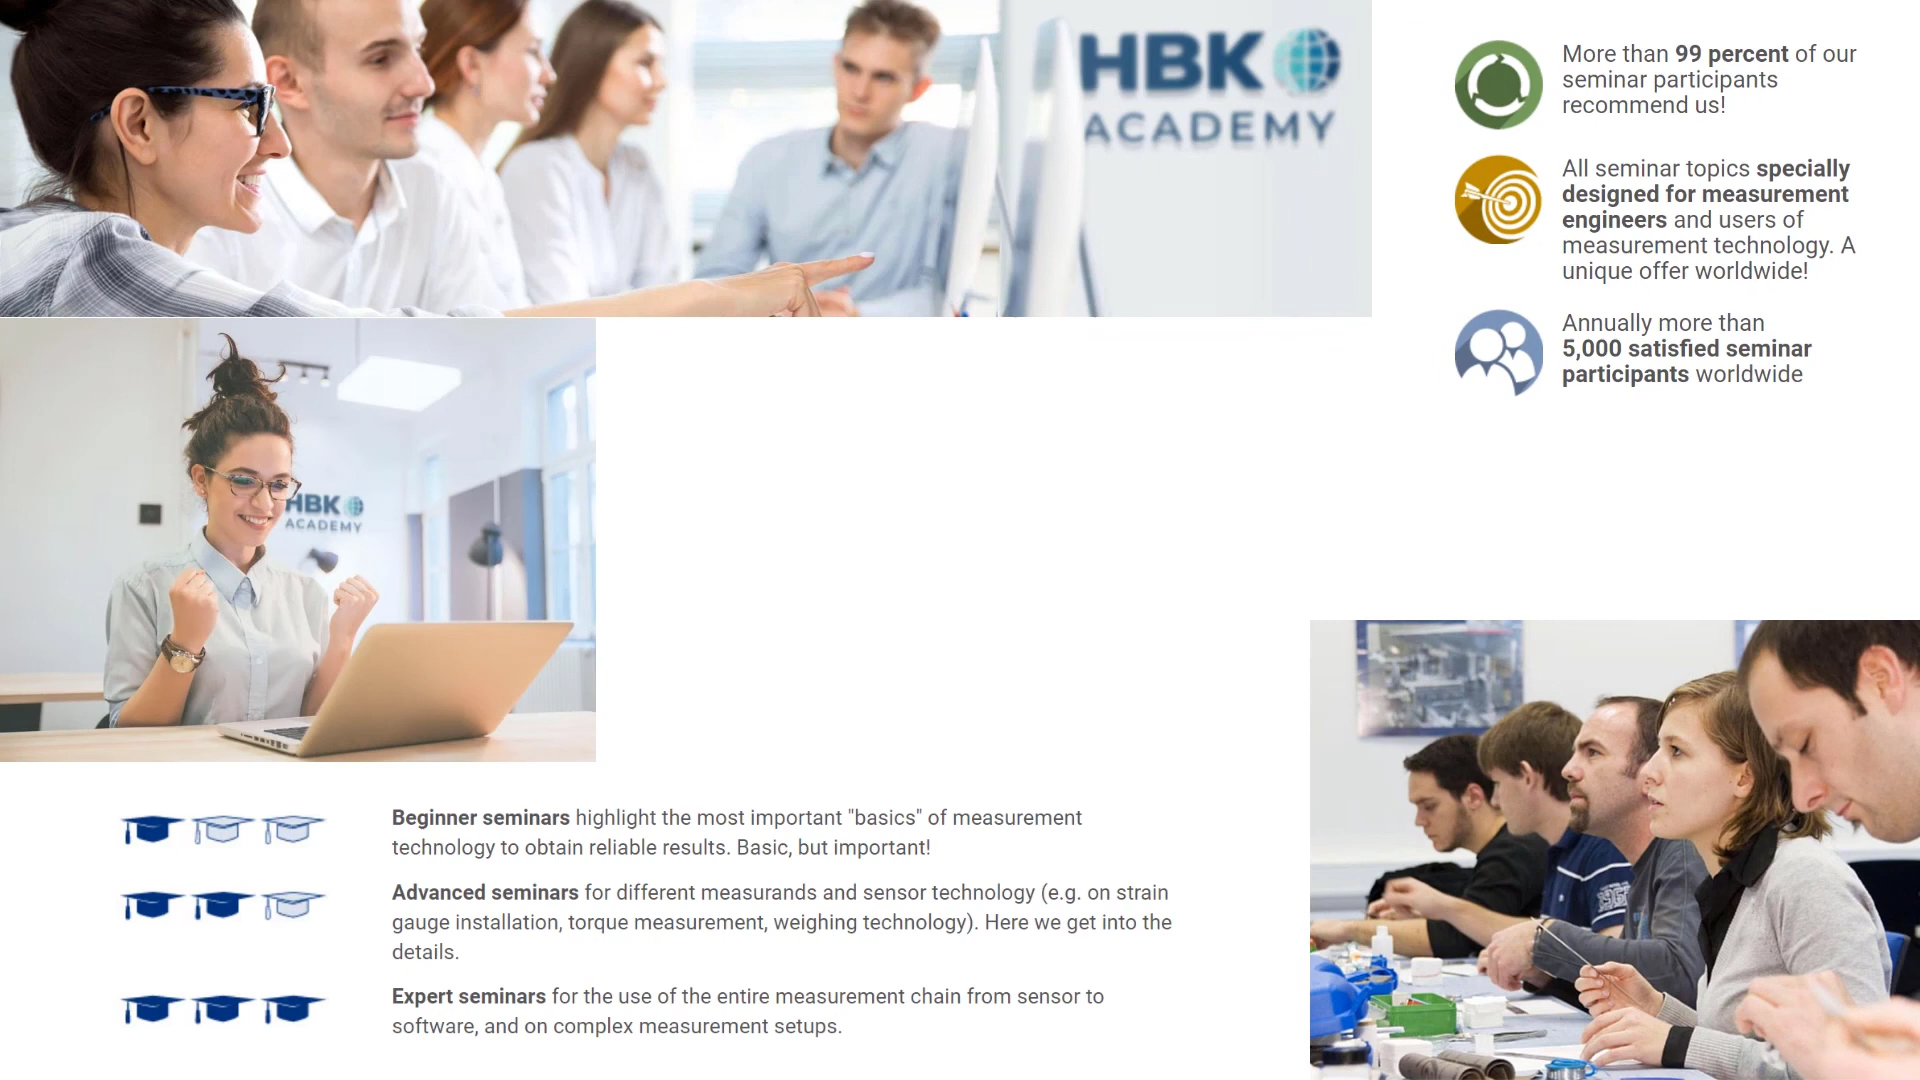 HBK
ACADEMY
More than 99 percent of our
seminar participants
recommend us!
All seminar topics specially
designed for measurement
engineers and users of
measurement technology. A
unique offer worldwide!
Annually more than
5,000 satisfied seminar
participants worldwide
HBK
ACADEMY
Beginner seminars highlight the most important "basics" of measurement
technology to obtain reliable results. Basic, but important!
Advanced seminars for different measurands and sensor technology (e.g. on strain
gauge installation, torque measurement, weighing technology). Here we get into the
details.
Expert seminars for the use of the entire measurement chain from sensor to
software, and on complex measurement setups.